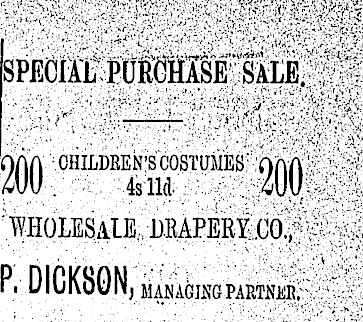 SPECIAL PURCHASE SALE.
200 CHILDREN'S COSTUMES 200
4s 11d
WHOLESALE DRAPERY CO.,
P. DICKSON, MANAGING PARTNER.